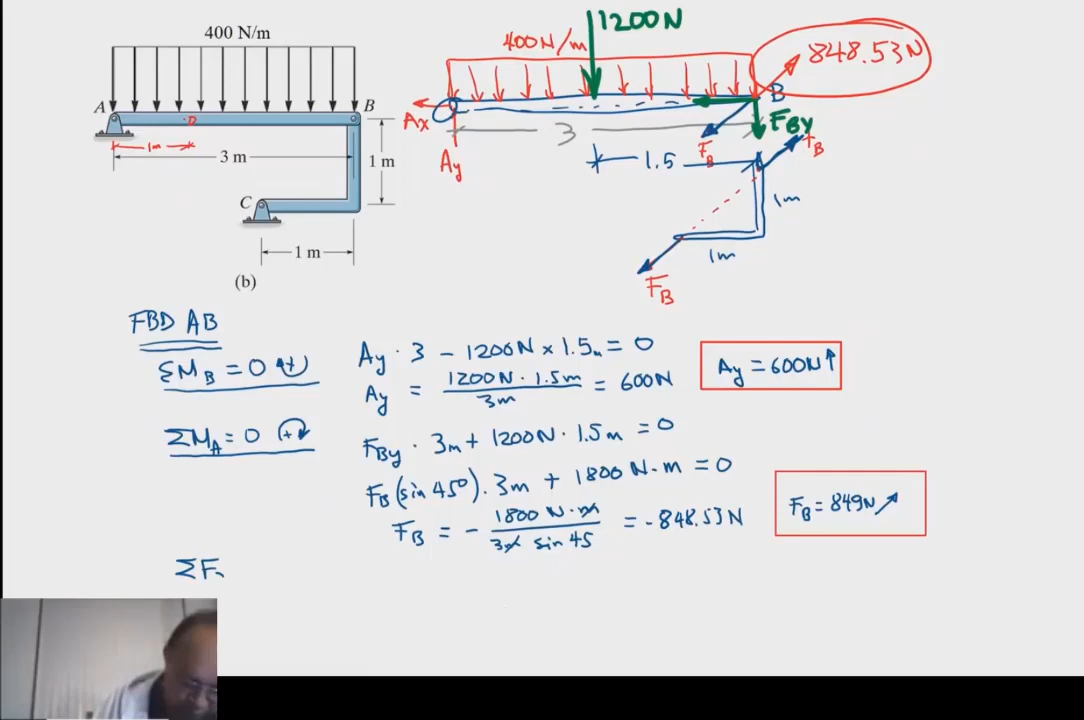 400 N/m
A
B
1m
3 m
1 m
C
1 m
(b)
1200N
400N/m
848.53N
B
Ax
Ay
3
FBy
FB
FB
1.5
1m
1m
FB
FBD AB
ΣMB = 0 (+)
Ay · 3 - 1200N × 1.5m = 0
Ay = 1200N · 1.5m / 3m = 600N
Ay = 600N↑
ΣMA = 0 (+)
FBy · 3m + 1200N · 1.5m = 0
FB (sin 45°) · 3m + 1800 N·m = 0
FB = - 1800 N·m / 3m sin 45 = -848.53N
FB = 849N ↗
ΣF